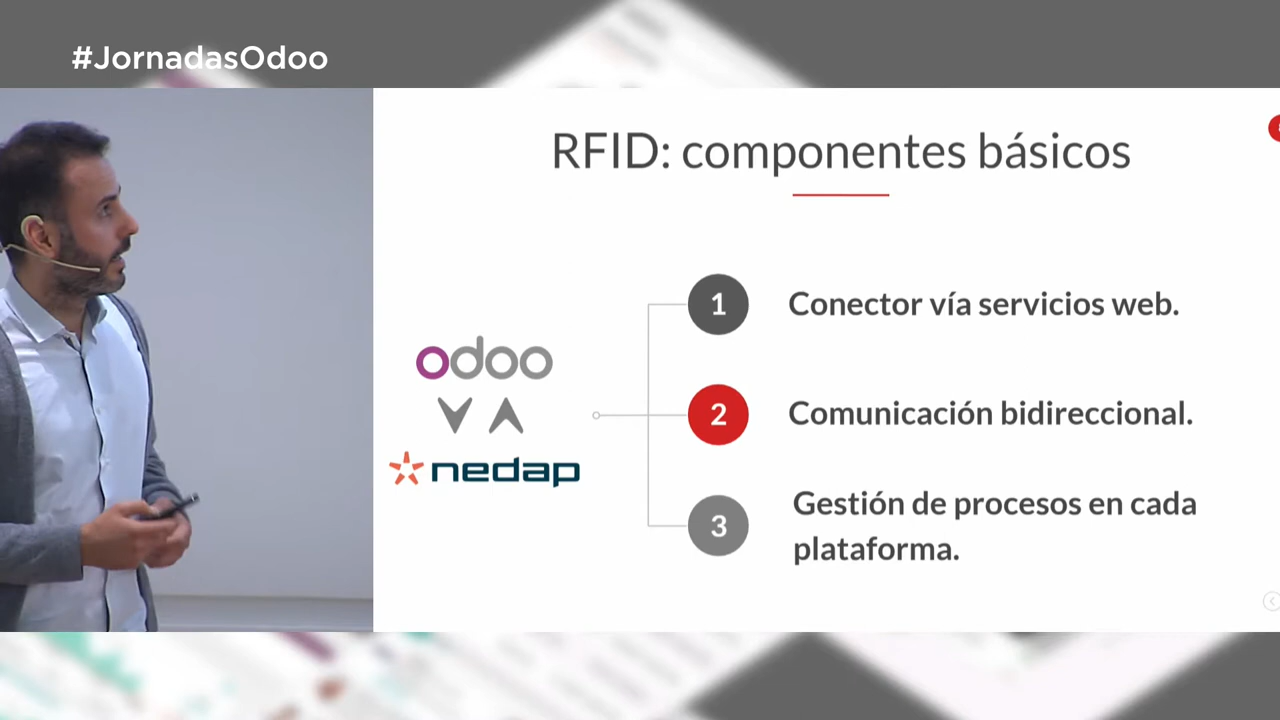 #JornadasOdoo
RFID: componentes básicos
1 Conector vía servicios web.
odoo
2 Comunicación bidireccional.
nedap
3 Gestión de procesos en cada
plataforma.